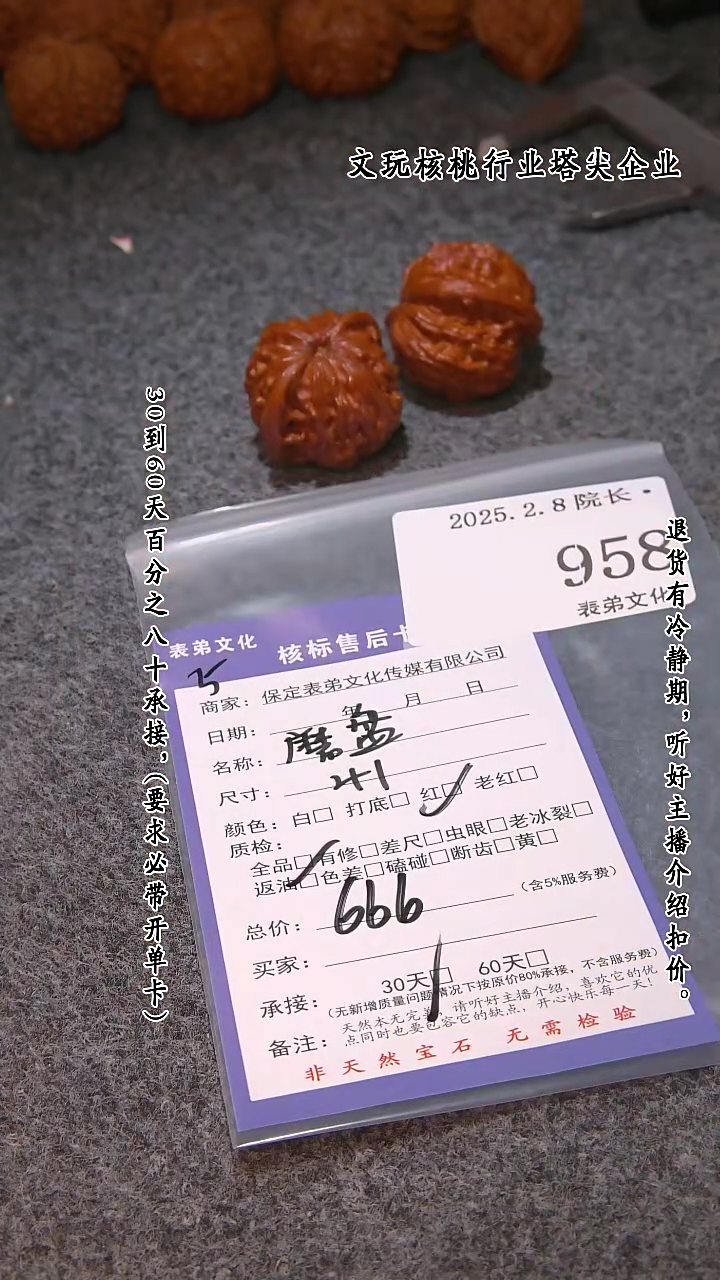 文玩核桃行业塔尖企业
30到60天百分之八十承接，（要求必带开单卡）
退货有冷静期，听好主播介绍扣价。
2025.2.8院长·
958
表弟文化
表弟文化 核标售后卡
商家：保定表弟文化传媒有限公司
日期： 年 月 日
名称：磨盘
尺寸：41
颜色：白□ 打底□ 红□ 老红□
质检：
全品□有修□差尺□虫眼□老冰裂□
返油□色差□磕碰□断齿□黄□
总价：666（含5%服务费）
买家：
承接：30天□ 60天□
（无新增质量问题情况下按原价80%承接，不含服务费）
备注：天然本无完美，请听好主播介绍，喜欢它的优
点同时也要包容它的缺点，开心快乐每一天！
非天然宝石 无需检验